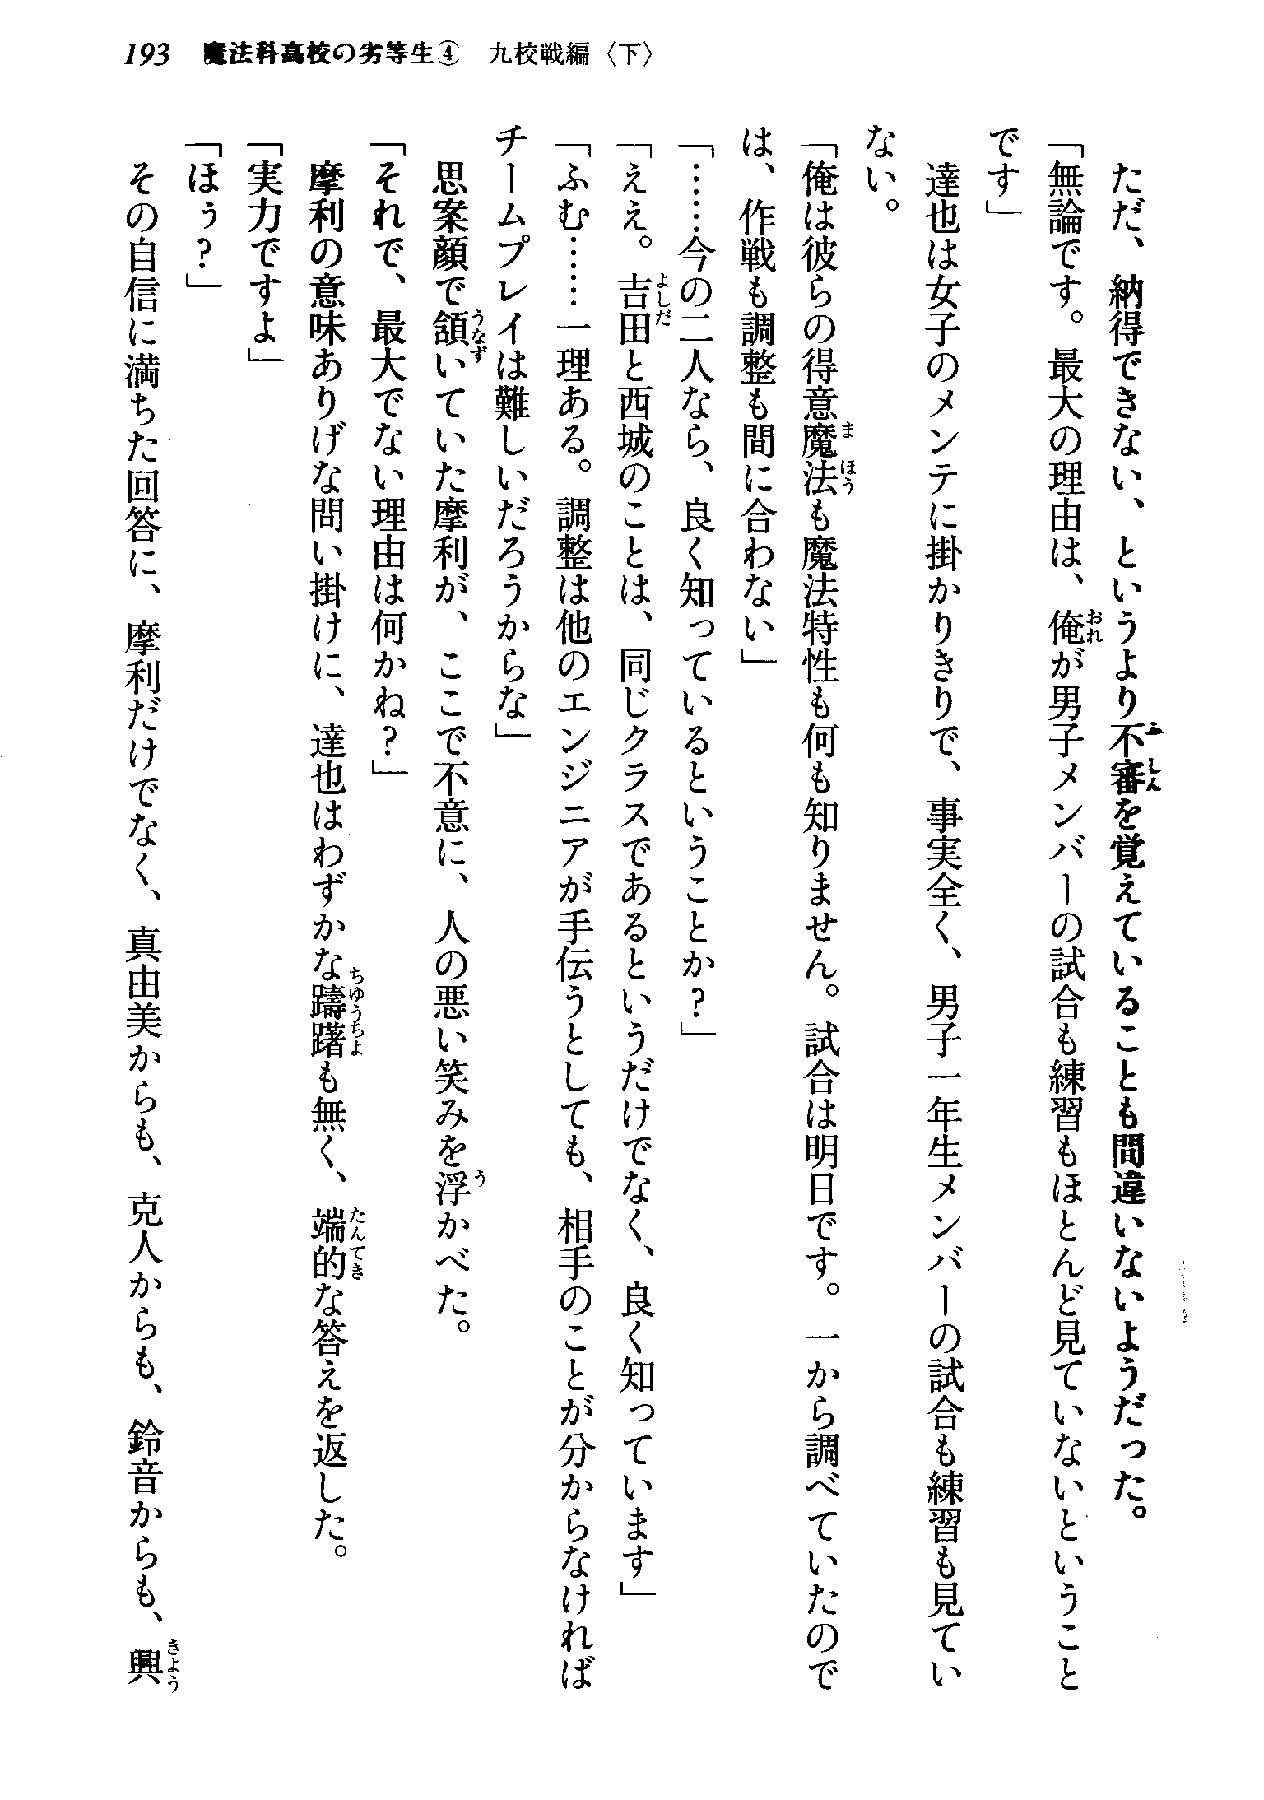 193 魔法科高校の劣等生④ 九校戦編〈下〉
　ただ、納得できない、というより不審を覚えていることも間違いないようだった。
「無論です。最大の理由は、俺が男子メンバーの試合も練習もほとんど見ていないということ
です」
　達也は女子のメンテに掛かりきりで、事実全く、男子一年生メンバーの試合も練習も見てい
ない。
「俺は彼らの得意魔法も魔法特性も何も知りません。試合は明日です。一から調べていたので
は、作戦も調整も間に合わない」
「……今の二人なら、良く知っているということか？」
「ええ。吉田と西城のことは、同じクラスであるというだけでなく、良く知っています」
「ふむ……一理ある。調整は他のエンジニアが手伝うとしても、相手のことが分からなければ
チームプレイは難しいだろうからな」
　思案顔で頷いていた摩利が、ここで不意に、人の悪い笑みを浮かべた。
「それで、最大でない理由は何かね？」
　摩利の意味ありげな問い掛けに、達也はわずかな躊躇も無く、端的な答えを返した。
「実力ですよ」
「ほぅ？」
　その自信に満ちた回答に、摩利だけでなく、真由美からも、克人からも、鈴音からも、興